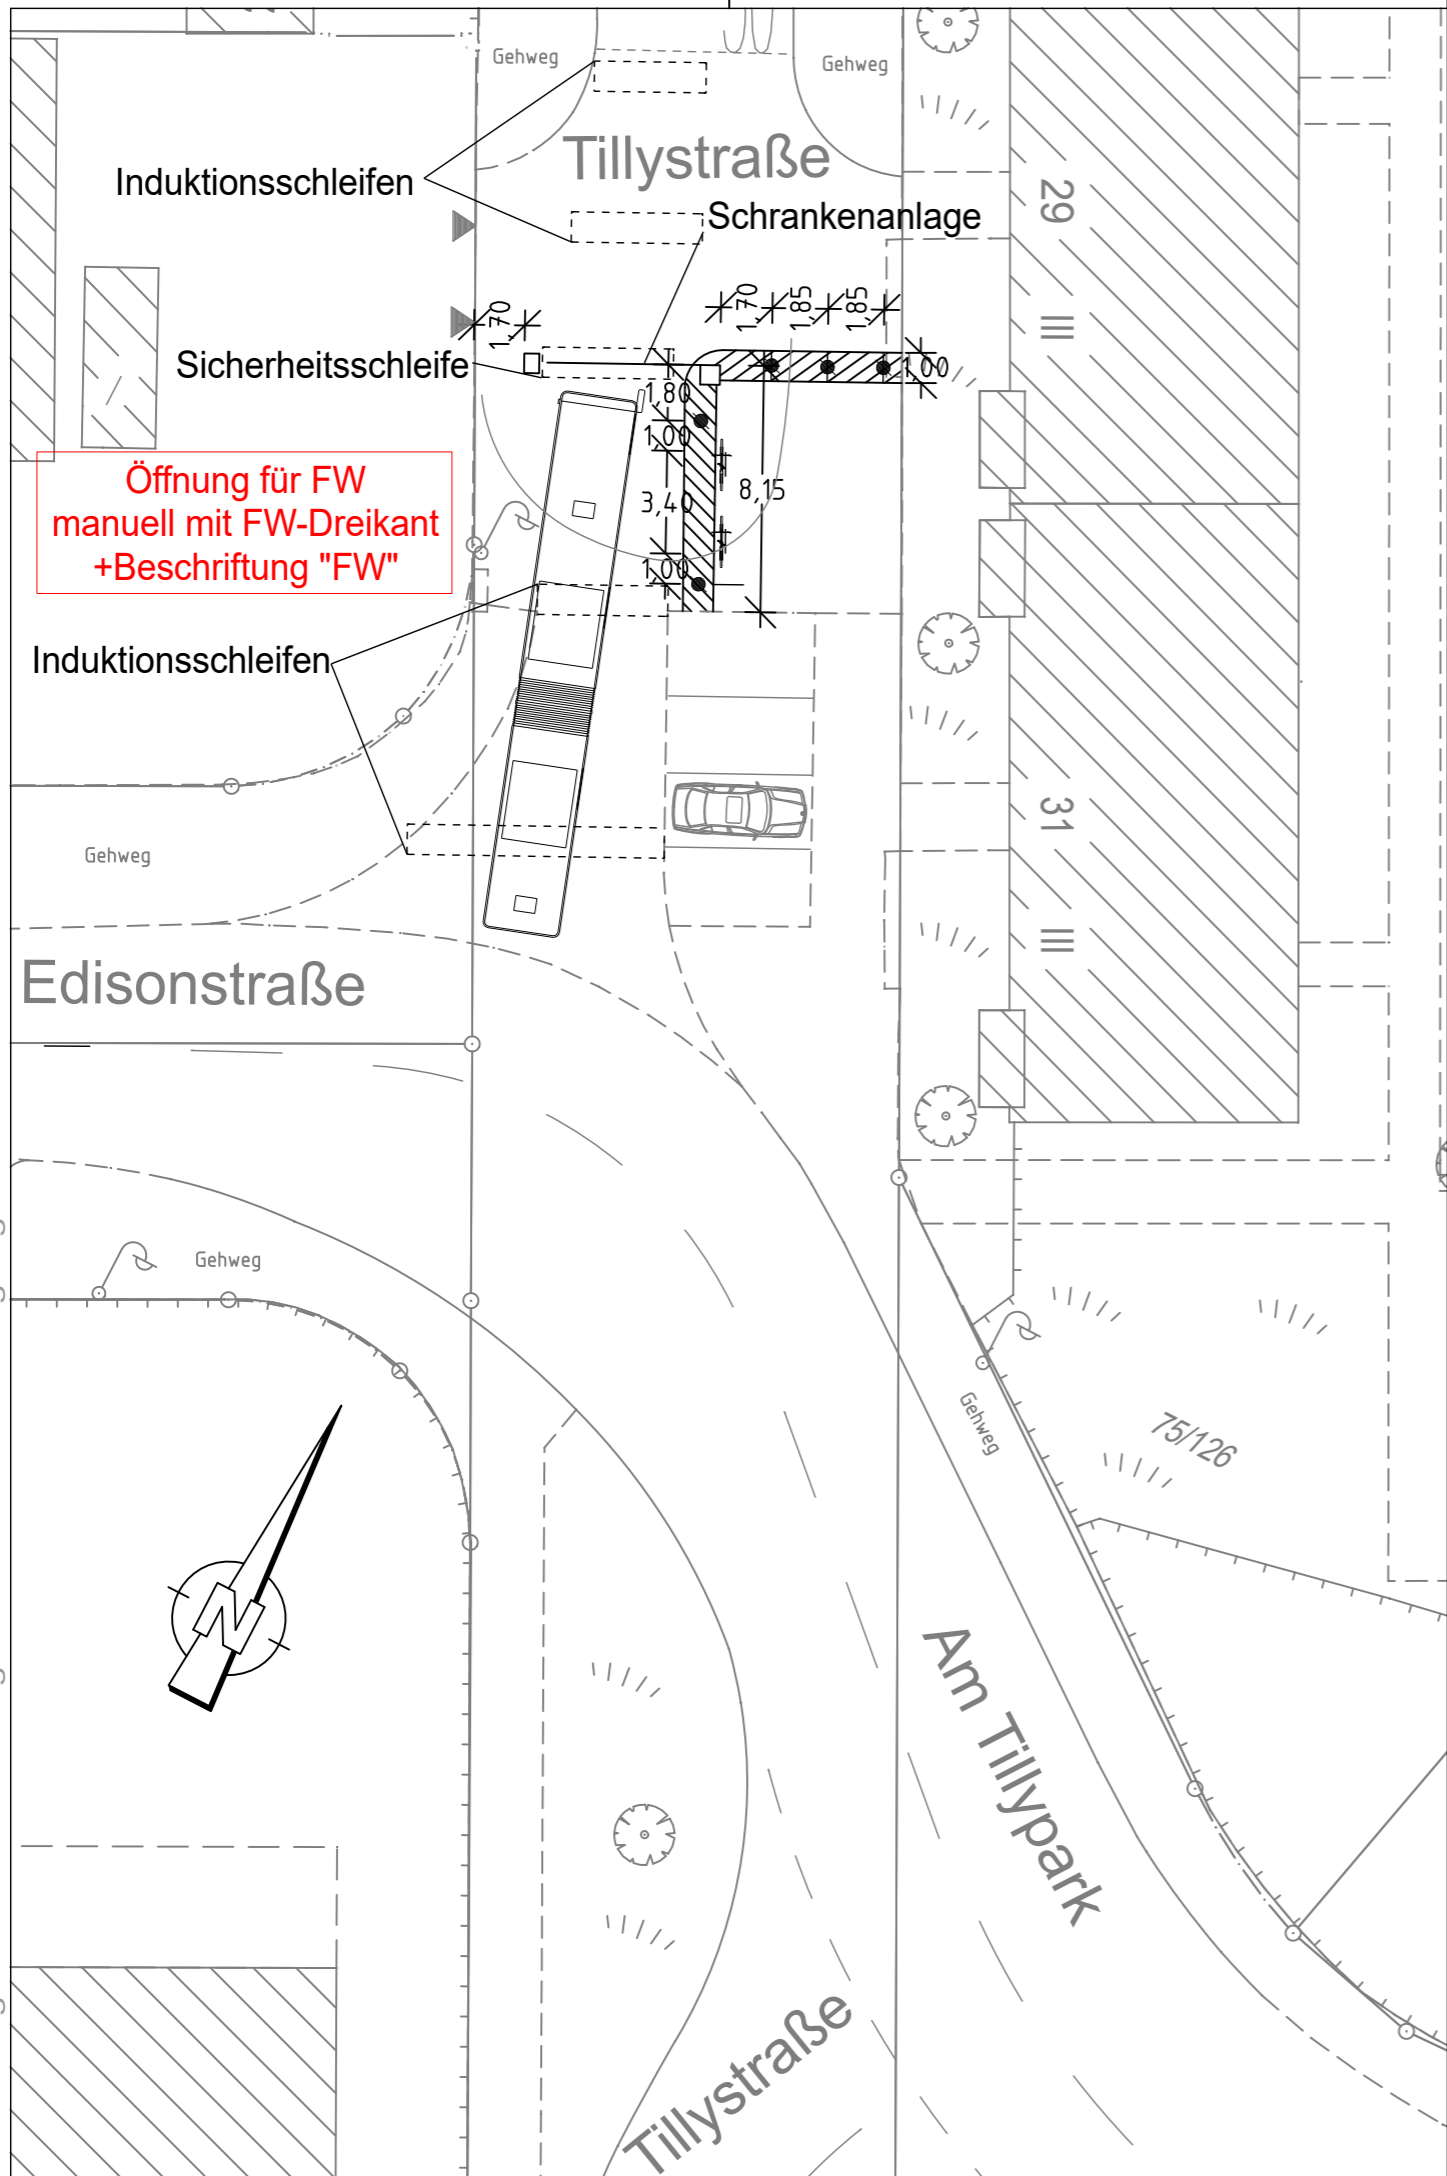 Gehweg
Gehweg
Tillystraße
Induktionsschleifen
Schrankenanlage
29
III
1,70
1,70
1,85
1,85
Sicherheitsschleife
1,00
1,80
1,00
3,40
8,15
1,00
Öffnung für FW
manuell mit FW-Dreikant
+Beschriftung "FW"
Induktionsschleifen
31
III
Gehweg
Edisonstraße
Gehweg
Gehweg
75/126
N
Am Tillypark
Tillystraße